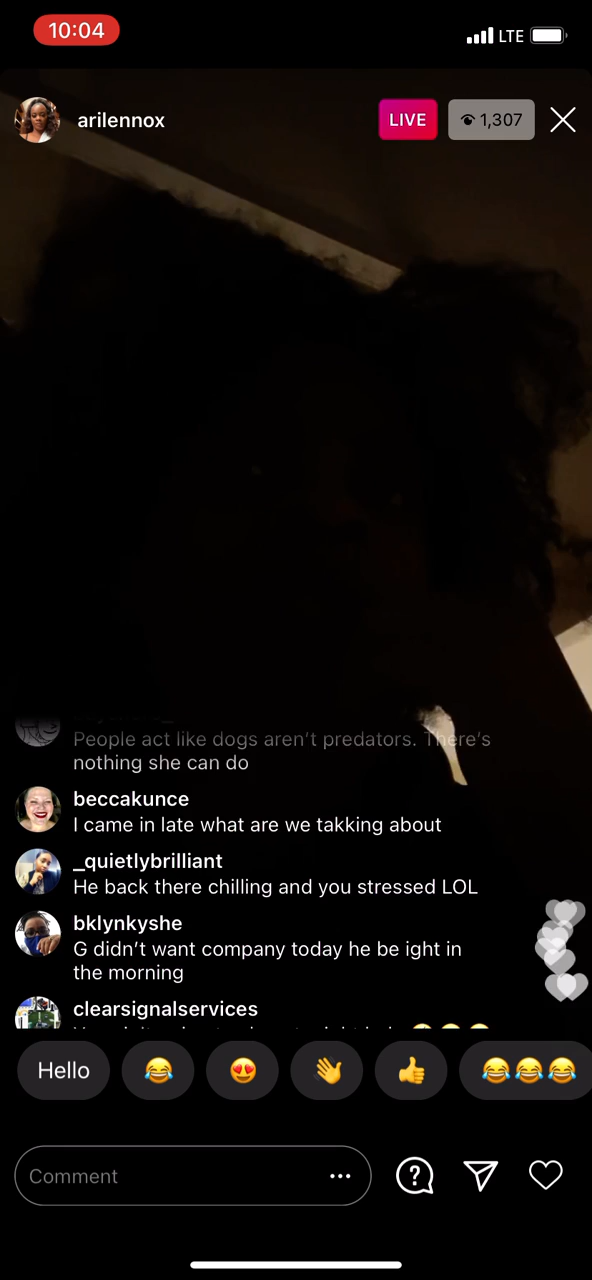 10:04
LTE
arilennox
LIVE
1,307
People act like dogs aren't predators. There's
nothing she can do
beccakunce
I came in late what are we takking about
_quietlybrilliant
He back there chilling and you stressed LOL
bklynkyshe
G didn't want company today he be ight in
the morning
clearsignalservices
Hello
Comment